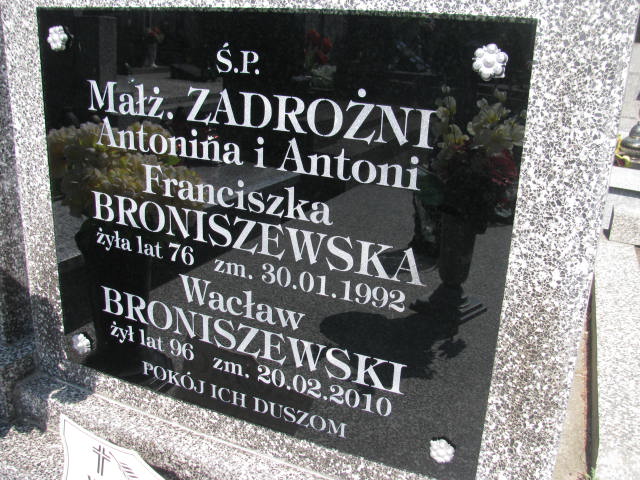 Ś.P.
Małż. ZADROŻNI
Antonina i Antoni
Franciszka
BRONISZEWSKA
żyła lat 76 zm. 30.01.1992
Wacław
BRONISZEWSKI
żył lat 96 zm. 20.02.2010
POKÓJ ICH DUSZOM